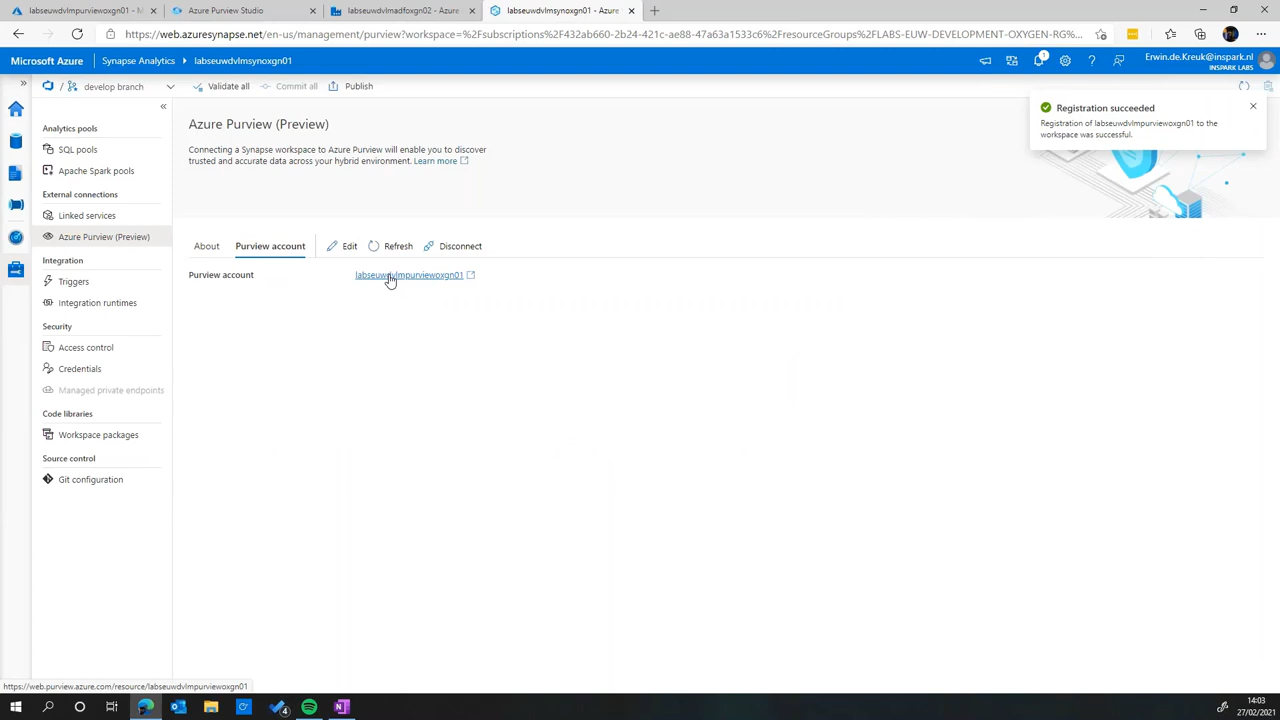 labseuwdvlmpurviewoxgn01 - M
Azure Purview Studio
labseuwdvlmadfoxgn02 - Azure
labseuwdvlmsynoxgn01 - Azure
https://web.azuresynapse.net/en-us/management/purview?workspace=%2Fsubscriptions%2F432ab660-2b24-421c-ae88-47a63a1533c6%2FresourceGroups%2FLABS-EUW-DEVELOPMENT-OXYGEN-RG%...
Microsoft Azure
Synapse Analytics
labseuwdvlmsynoxgn01
1
Erwin.de.Kreuk@inspark.nl
INSPARK LABS
develop branch
Validate all
Commit all
Publish
Registration succeeded
Registration of labseuwdvlmpurviewoxgn01 to the
workspace was successful.
Analytics pools
SQL pools
Apache Spark pools
External connections
Linked services
Azure Purview (Preview)
Integration
Triggers
Integration runtimes
Security
Access control
Credentials
Managed private endpoints
Code libraries
Workspace packages
Source control
Git configuration
Azure Purview (Preview)
Connecting a Synapse workspace to Azure Purview will enable you to discover
trusted and accurate data across your hybrid environment. Learn more
About
Purview account
Edit
Refresh
Disconnect
Purview account
labseuwdvlmpurviewoxgn01
https://web.purview.azure.com/resource/labseuwdvlmpurviewoxgn01
4
14:03
27/02/2021